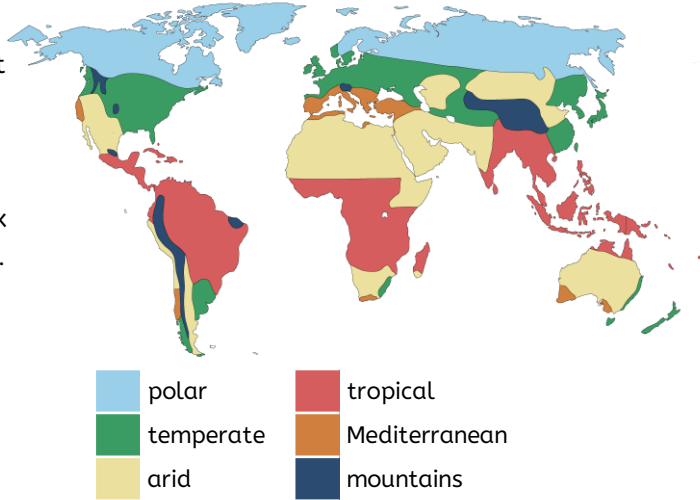 t
x
.
polar
tropical
temperate
Mediterranean
arid
mountains